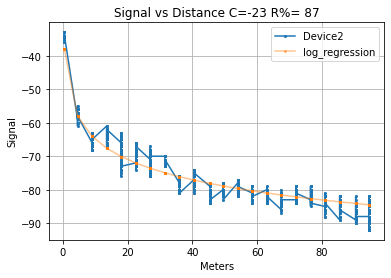 Signal vs Distance C=-23 R%= 87
Device2
log_regression
Signal
−40
−50
−60
−70
−80
−90
0
20
40
60
80
Meters